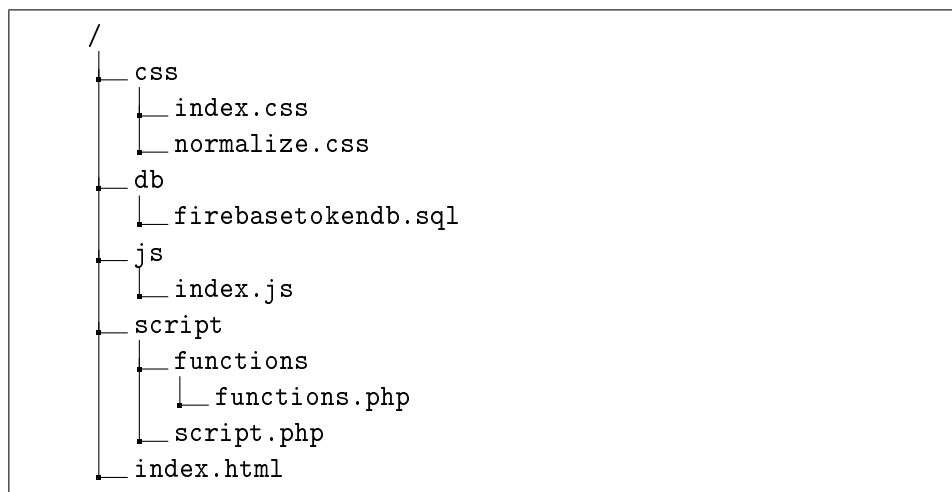 /
css
index.css
normalize.css
db
firebasetokendb.sql
js
index.js
script
functions
functions.php
script.php
index.html